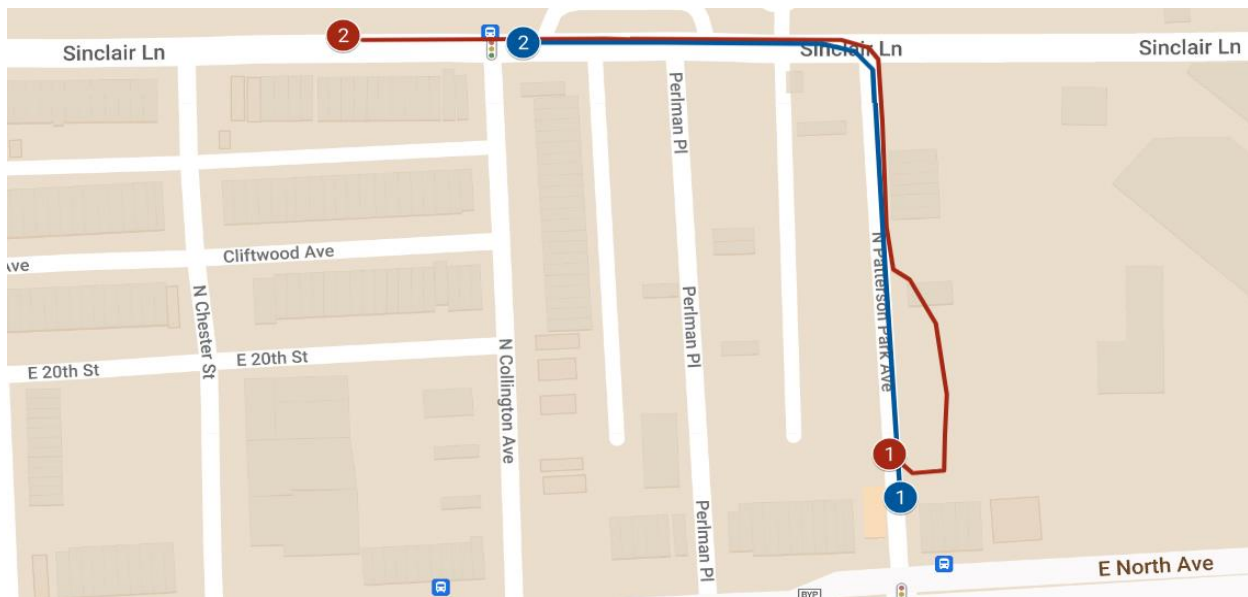 2
2
Sinclair Ln
Sinclair Ln
Sinclair Ln
Perlman Pl
Cliftwood Ave
Ave
N Patterson Park Ave
N Chester St
Perlman Pl
N Collington Ave
E 20th St
E 20th St
1
1
Perlman Pl
E North Ave
BYP